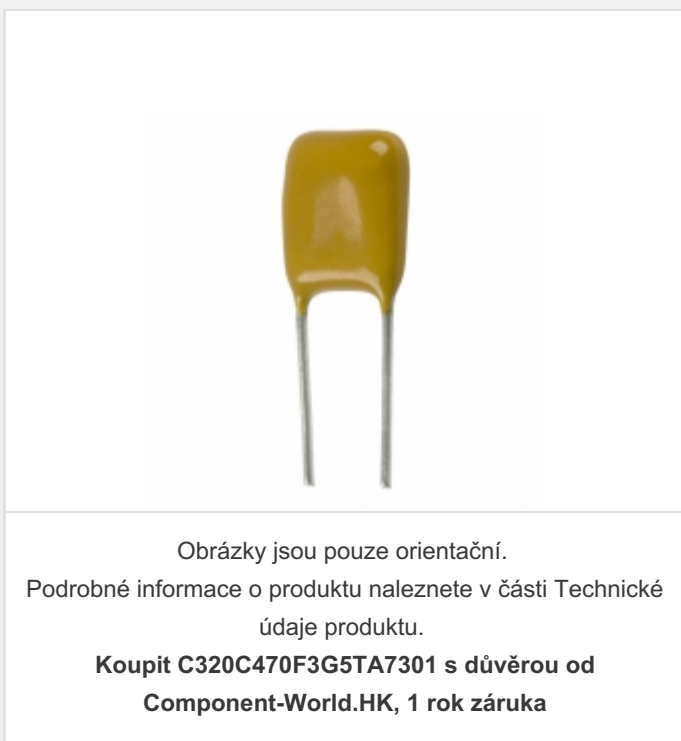 Obrázky jsou pouze orientační.
Podrobné informace o produktu naleznete v části Technické
údaje produktu.
Koupit C320C470F3G5TA7301 s důvěrou od
Component-World.HK, 1 rok záruka